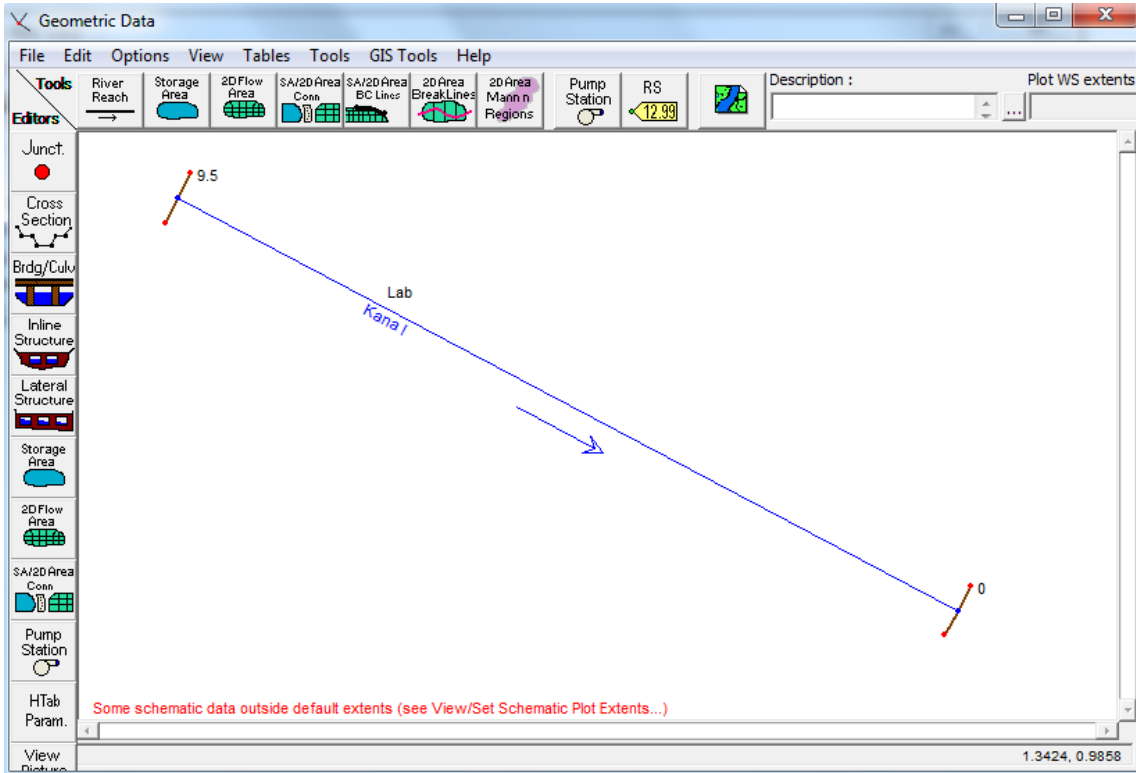 Geometric Data
File Edit Options View Tables Tools GIS Tools Help
Tools
Editors
River
Reach
Storage
Area
2D Flow
Area
SA/2D Area
Conn
SA/2D Area
BC Lines
2D Area
BreakLines
2D Area
Mann n
Regions
Pump
Station
RS
12.99
Description :
...
Plot WS extents
Junct.
Cross
Section
Brdg/Culv
Inline
Structure
Lateral
Structure
Storage
Area
2D Flow
Area
SA/2D Area
Conn
Pump
Station
HTab
Param.
View
Picture
9.5
Lab
Kana l
0
Some schematic data outside default extents (see View/Set Schematic Plot Extents...)
1.3424, 0.9858